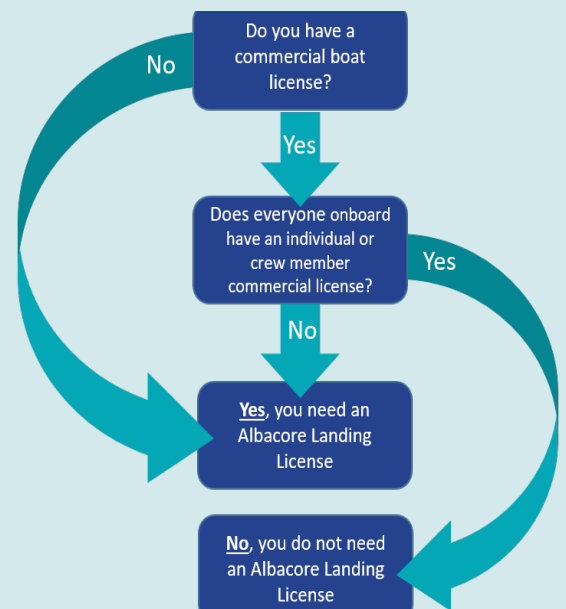 Do you have a
commercial boat
license?
No
Yes
Does everyone onboard
have an individual or
crew member
commercial license?
Yes
No
Yes, you need an
Albacore Landing
License
No, you do not need
an Albacore Landing
License